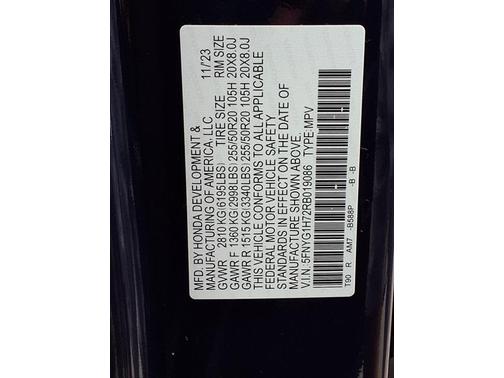 MFD. BY HONDA DEVELOPMENT &
MANUFACTURING OF AMERICA, LLC 11/'23
GVWR 2810 KG(6195LBS) TIRE SIZE RIM SIZE
GAWR F 1360 KG(2998LBS) 255/50R20 105H 20X8.0J
GAWR R 1515 KG(3340LBS) 255/50R20 105H 20X8.0J
THIS VEHICLE CONFORMS TO ALL APPLICABLE
FEDERAL MOTOR VEHICLE SAFETY
STANDARDS IN EFFECT ON THE DATE OF
MANUFACTURE SHOWN ABOVE.
V.I.N: 5FNYG1H72RB019086 TYPE:MPV
T90 R AM7 -B588P -B -B